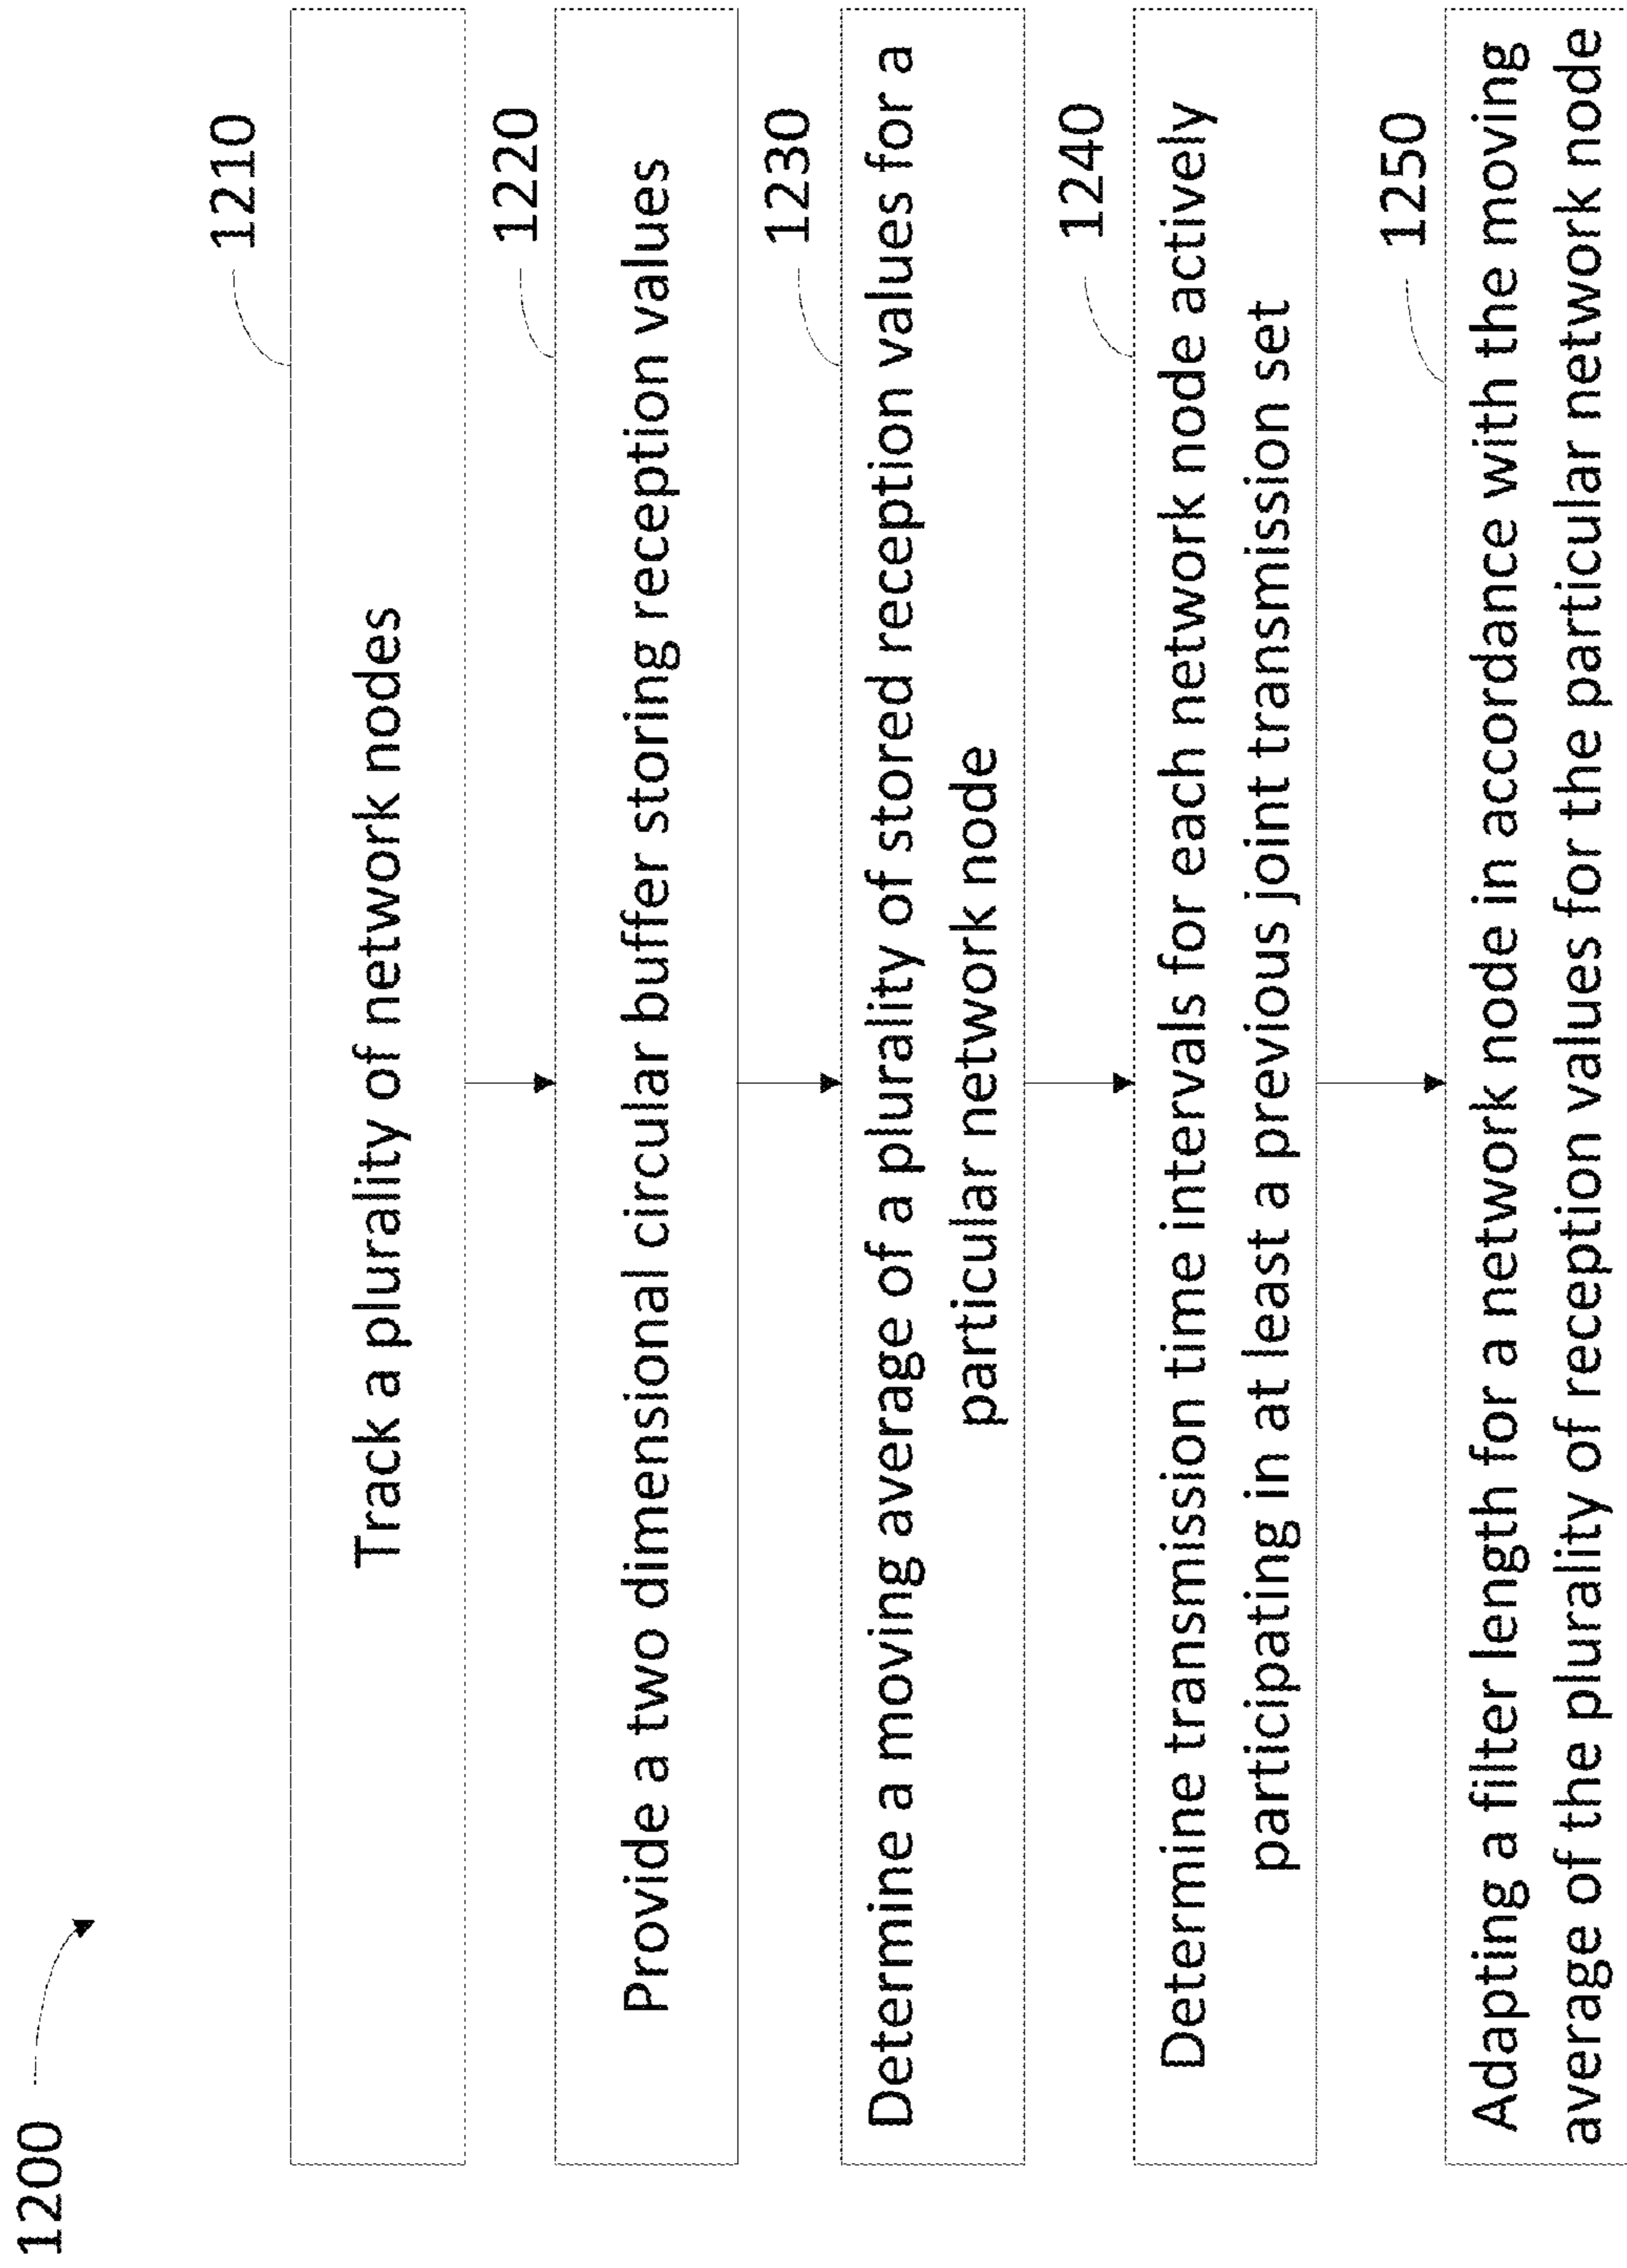 1200
1210
Track a plurality of network nodes
1220
Provide a two dimensional circular buffer storing reception values
1230
Determine a moving average of a plurality of stored reception values for a
particular network node
1240
Determine transmission time intervals for each network node actively
participating in at least a previous joint transmission set
1250
Adapting a filter length for a network node in accordance with the moving
average of the plurality of reception values for the particular network node